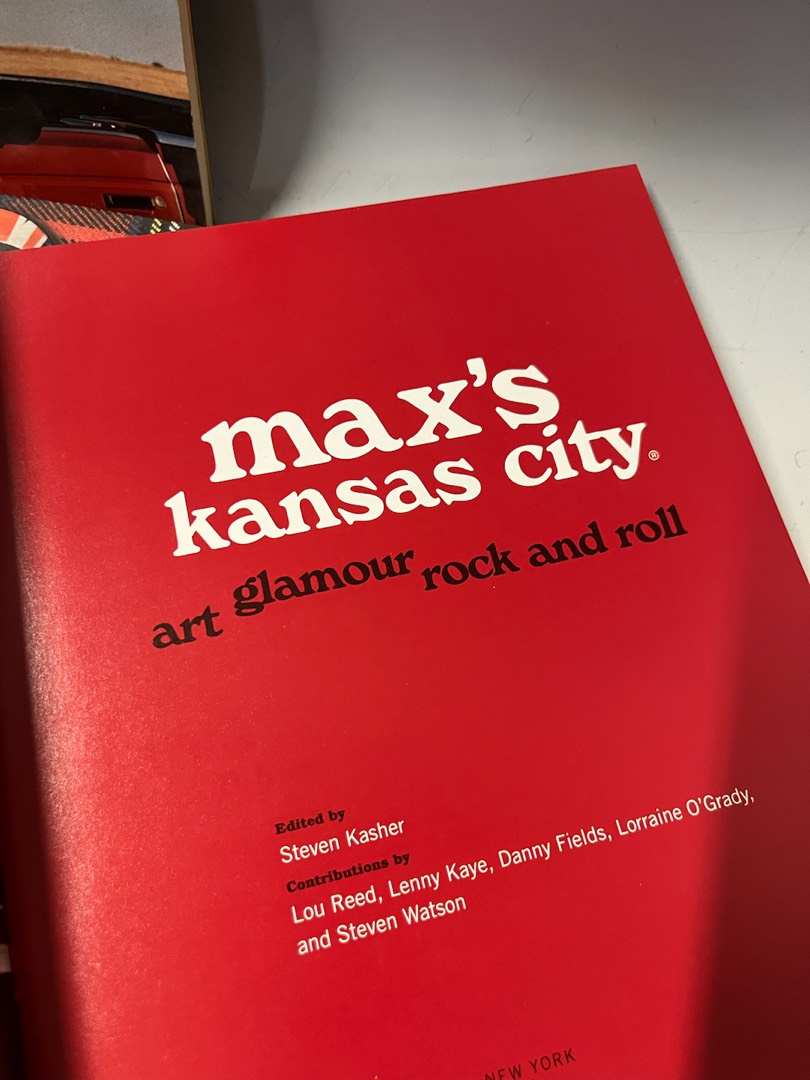 max's
kansas city®
art glamour rock and roll
Edited by
Steven Kasher
Contributions by
Lou Reed, Lenny Kaye, Danny Fields, Lorraine O'Grady,
and Steven Watson
NEW YORK